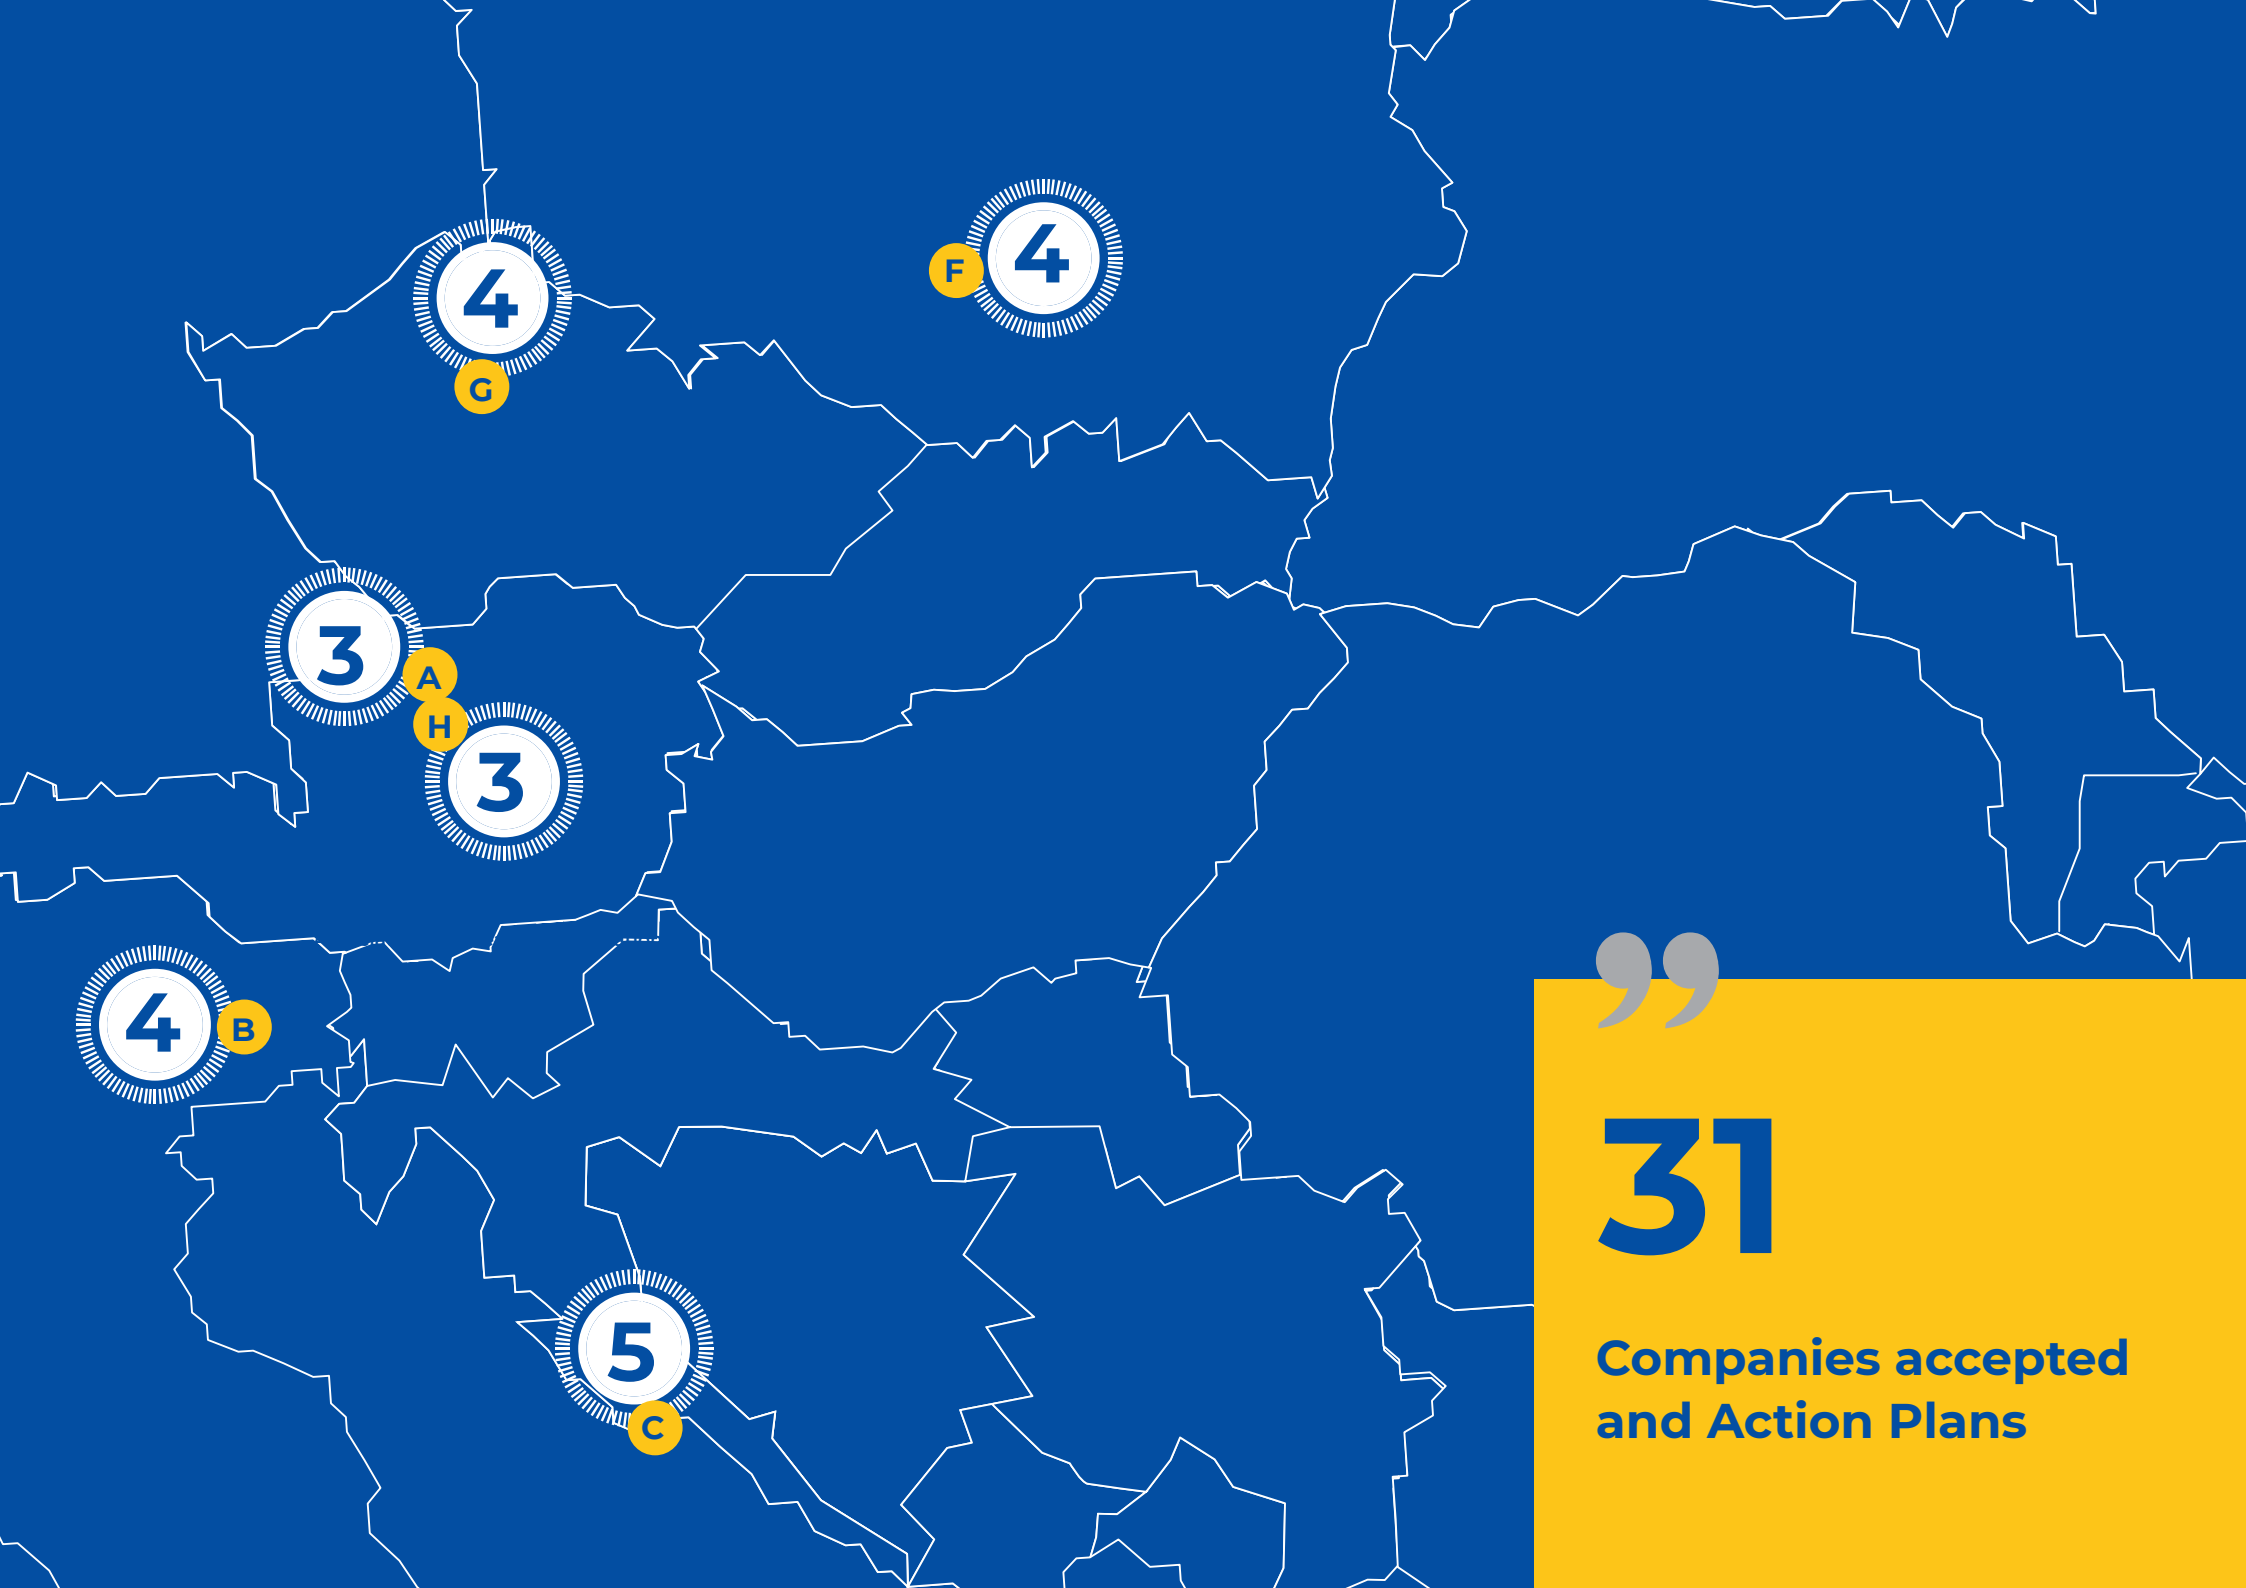 4
F
4
G
3
A
H
3
4
B
5
C
”
31
Companies accepted
and Action Plans